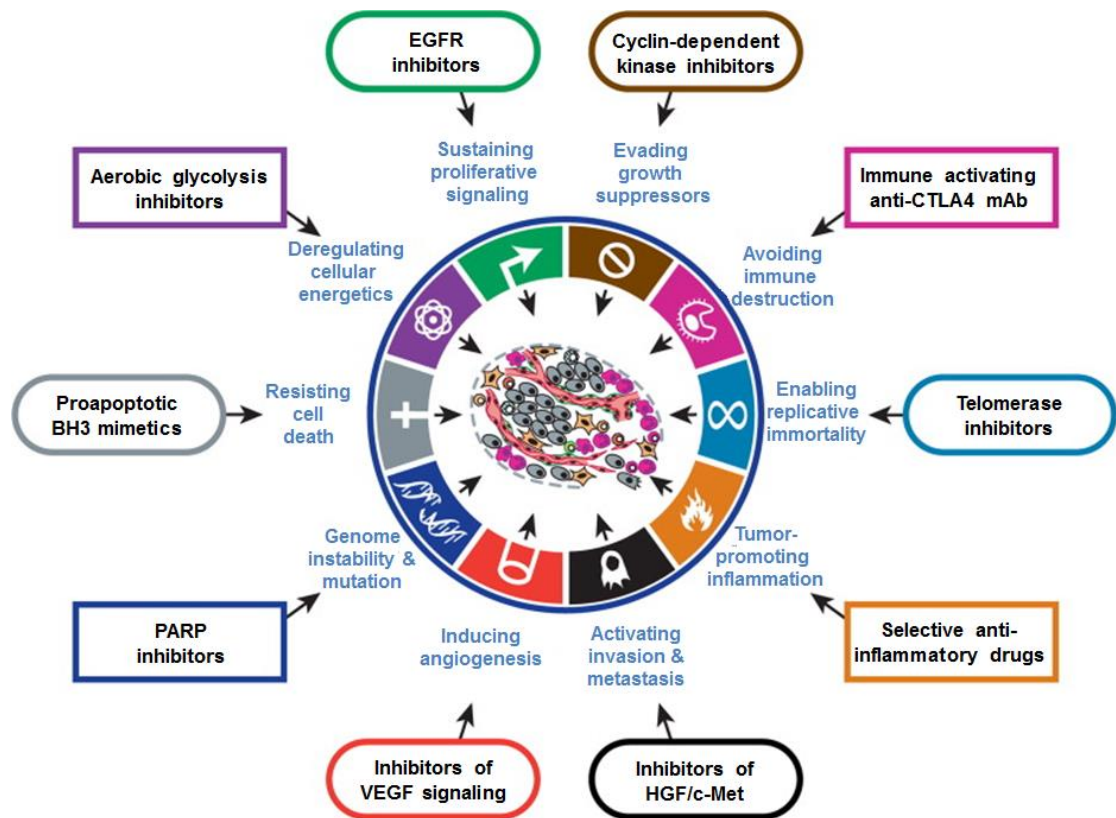 EGFR
inhibitors
Cyclin-dependent
kinase inhibitors
Sustaining
proliferative
signaling
Evading
growth
suppressors
Aerobic glycolysis
inhibitors
Immune activating
anti-CTLA4 mAb
Deregulating
cellular
energetics
Avoiding
immune
destruction
Proapoptotic
BH3 mimetics
Resisting
cell
death
Enabling
replicative
immortality
Telomerase
inhibitors
Genome
instability &
mutation
Tumor-
promoting
inflammation
PARP
inhibitors
Inducing
angiogenesis
Activating
invasion &
metastasis
Selective anti-
inflammatory drugs
Inhibitors of
VEGF signaling
Inhibitors of
HGF/c-Met